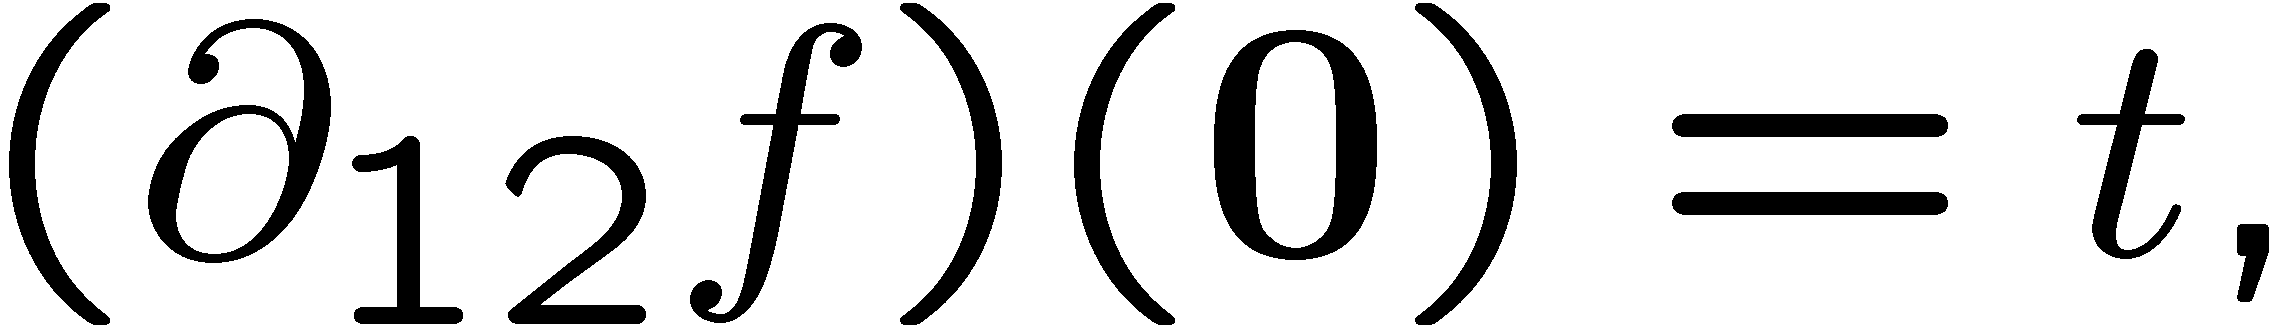 (∂₁₂f)(𝟎) = t,